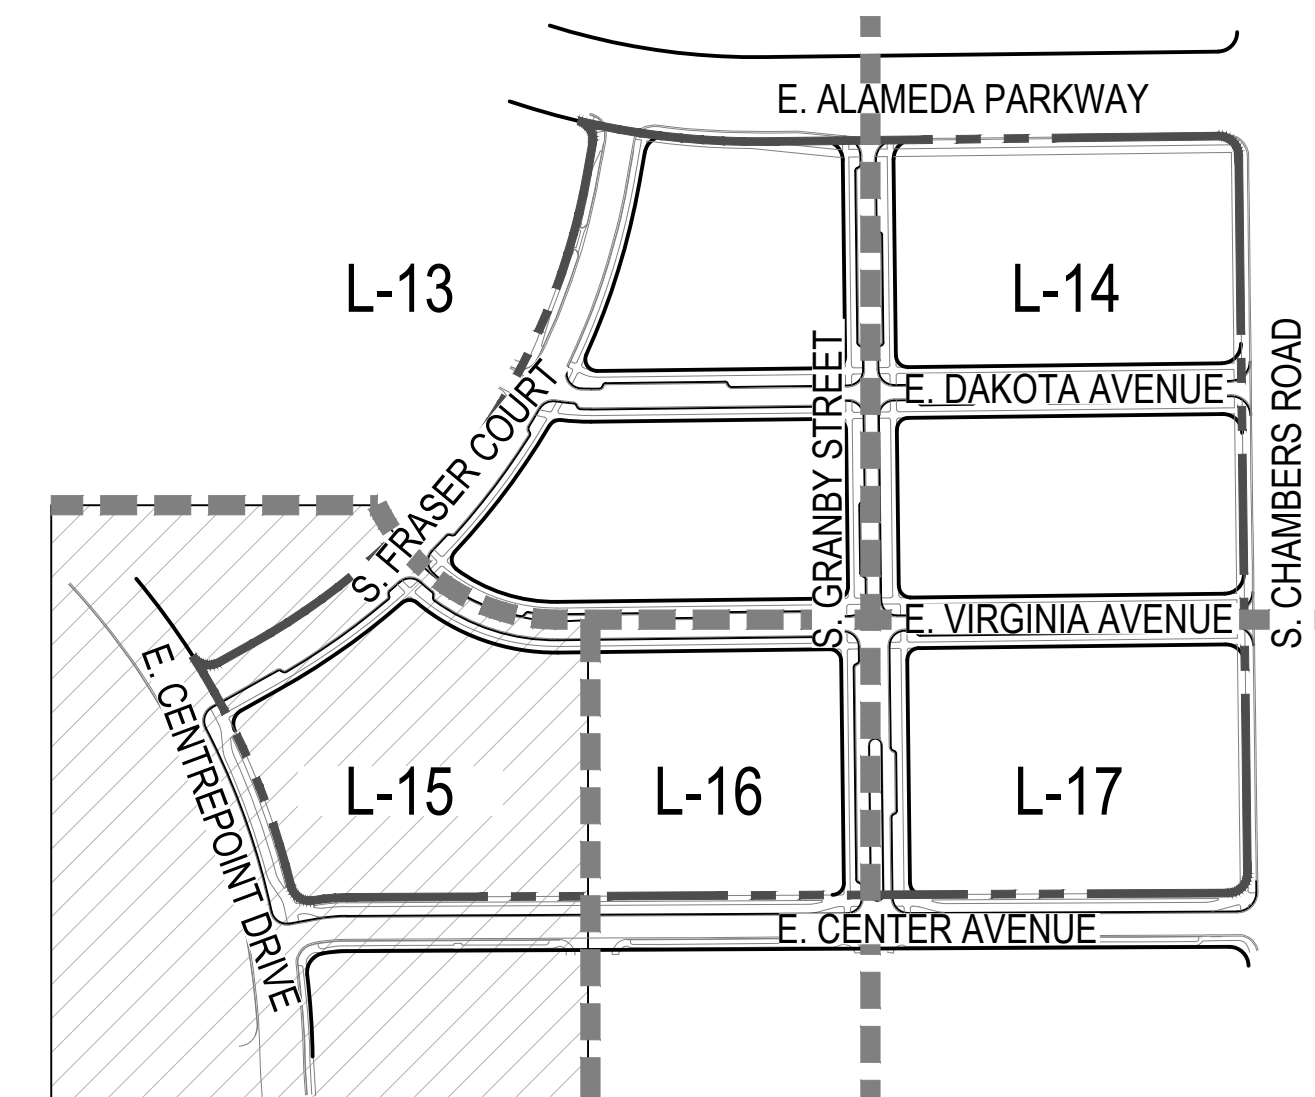 E. ALAMEDA PARKWAY
L-13
L-14
S. FRASER COURT
S. GRANBY STREET
E. DAKOTA AVENUE
S. CHAMBERS ROAD
E. VIRGINIA AVENUE
E. CENTREPOINT DRIVE
L-15
L-16
L-17
E. CENTER AVENUE